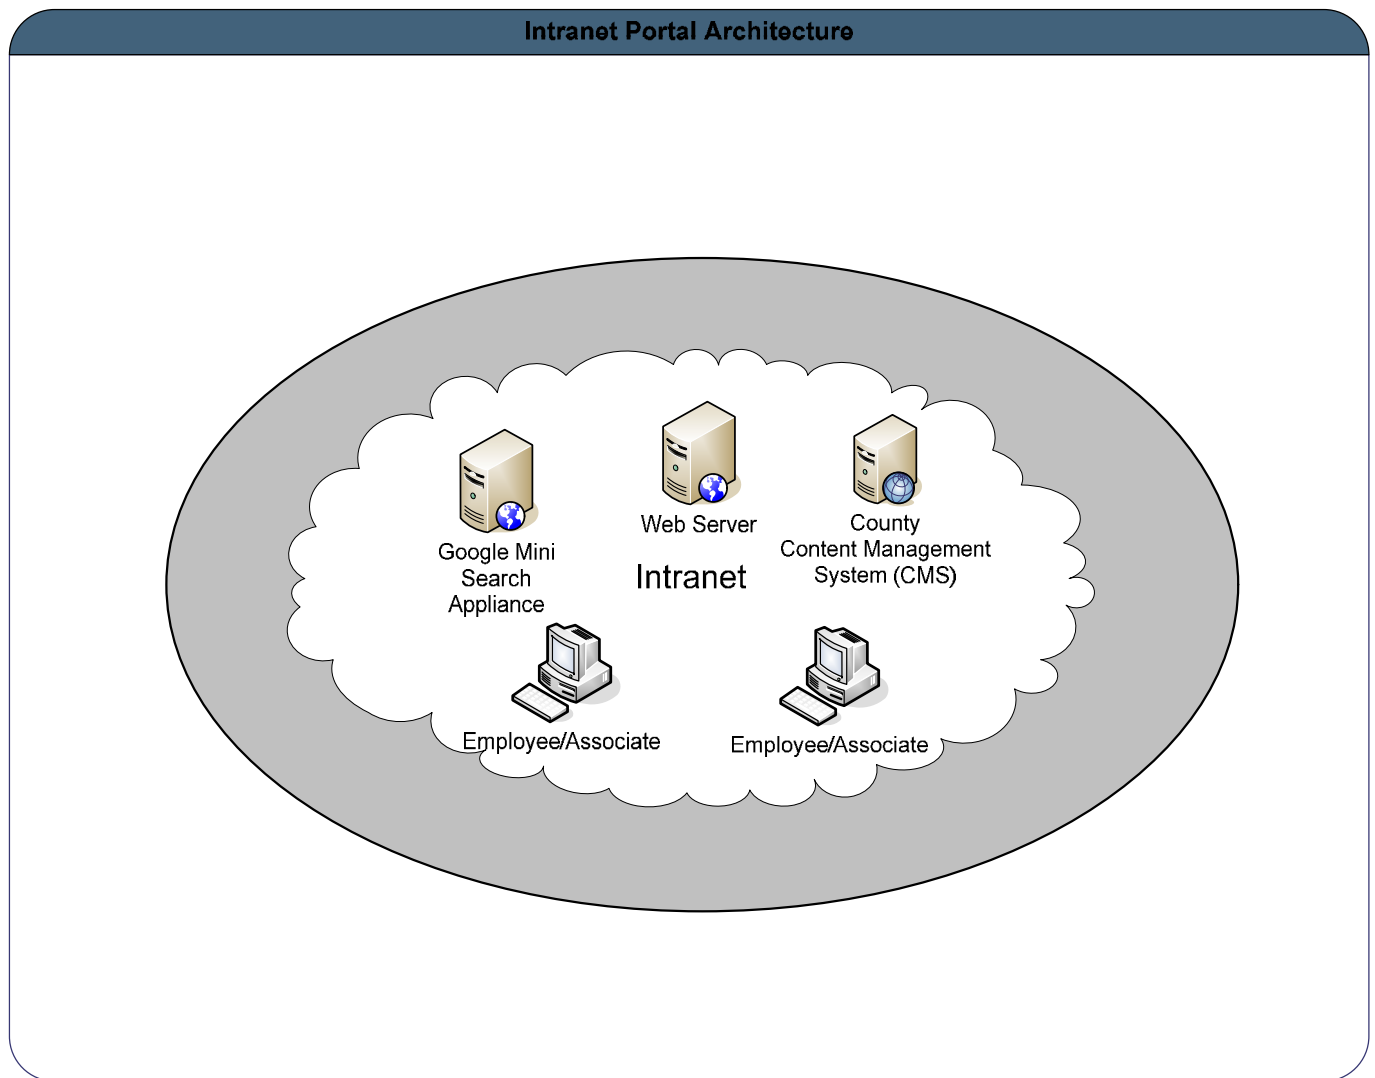 Intranet Portal Architecture
Web Server
County
Content Management
System (CMS)
Google Mini
Search
Appliance
Intranet
Employee/Associate
Employee/Associate